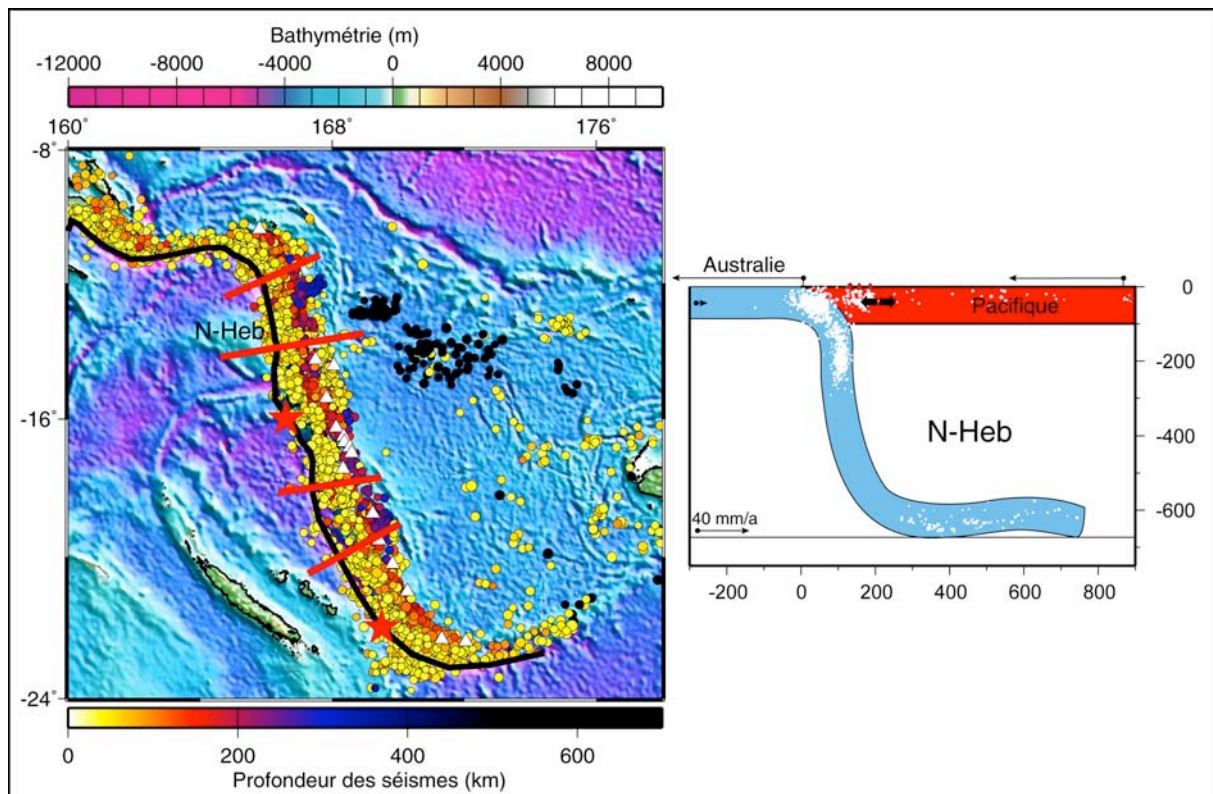 Bathymétrie (m)
-12000 -8000 -4000 0 4000 8000
160° 168° 176°
-8°
N-Heb
-16°
-24°
0 200 400 600
Profondeur des séismes (km)
Australie
Pacifique
N-Heb
40 mm/a
0
-200
-400
-600
-200 0 200 400 600 800